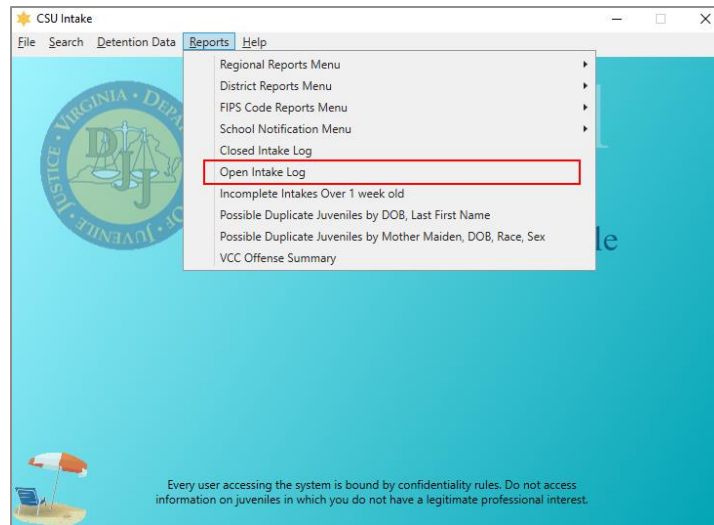 CSU Intake
File Search Detention Data Reports Help
Regional Reports Menu
District Reports Menu
FIPS Code Reports Menu
School Notification Menu
Closed Intake Log
Open Intake Log
Incomplete Intakes Over 1 week old
Possible Duplicate Juveniles by DOB, Last First Name
Possible Duplicate Juveniles by Mother Maiden, DOB, Race, Sex
VCC Offense Summary
VIRGINIA • DEPA
DJJ
JUSTICE • OF JUVENILE
le
Every user accessing the system is bound by confidentiality rules. Do not access
information on juveniles in which you do not have a legitimate professional interest.